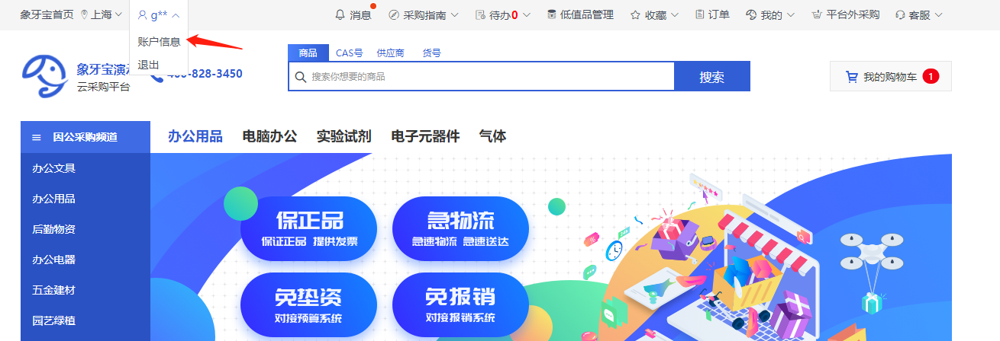 象牙宝首页 上海 g** 消息 采购指南 待办0 低值品管理 收藏 订单 我的 平台外采购 客服
账户信息
退出
商品 CAS号 供应商 货号
象牙宝演
-828-3450
云采购平台
搜索你想要的商品 搜索
我的购物车 1
因公采购频道 办公用品 电脑办公 实验试剂 电子元器件 气体
办公文具
办公用品
后勤物资
办公电器
五金建材
园艺绿植
保正品
保证正品 提供发票
急物流
急速物流 急速送达
免垫资
对接预算系统
免报销
对接报销系统